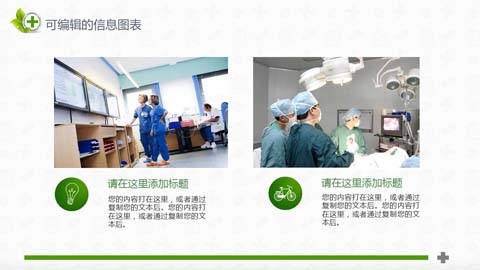 可编辑的信息图表
请在这里添加标题
您的内容打在这里，或者通过
复制您的文本后。您的内容打
在这里，或者通过复制您的文
本后。
请在这里添加标题
您的内容打在这里，或者通过
复制您的文本后。您的内容打
在这里，或者通过复制您的文
本后。